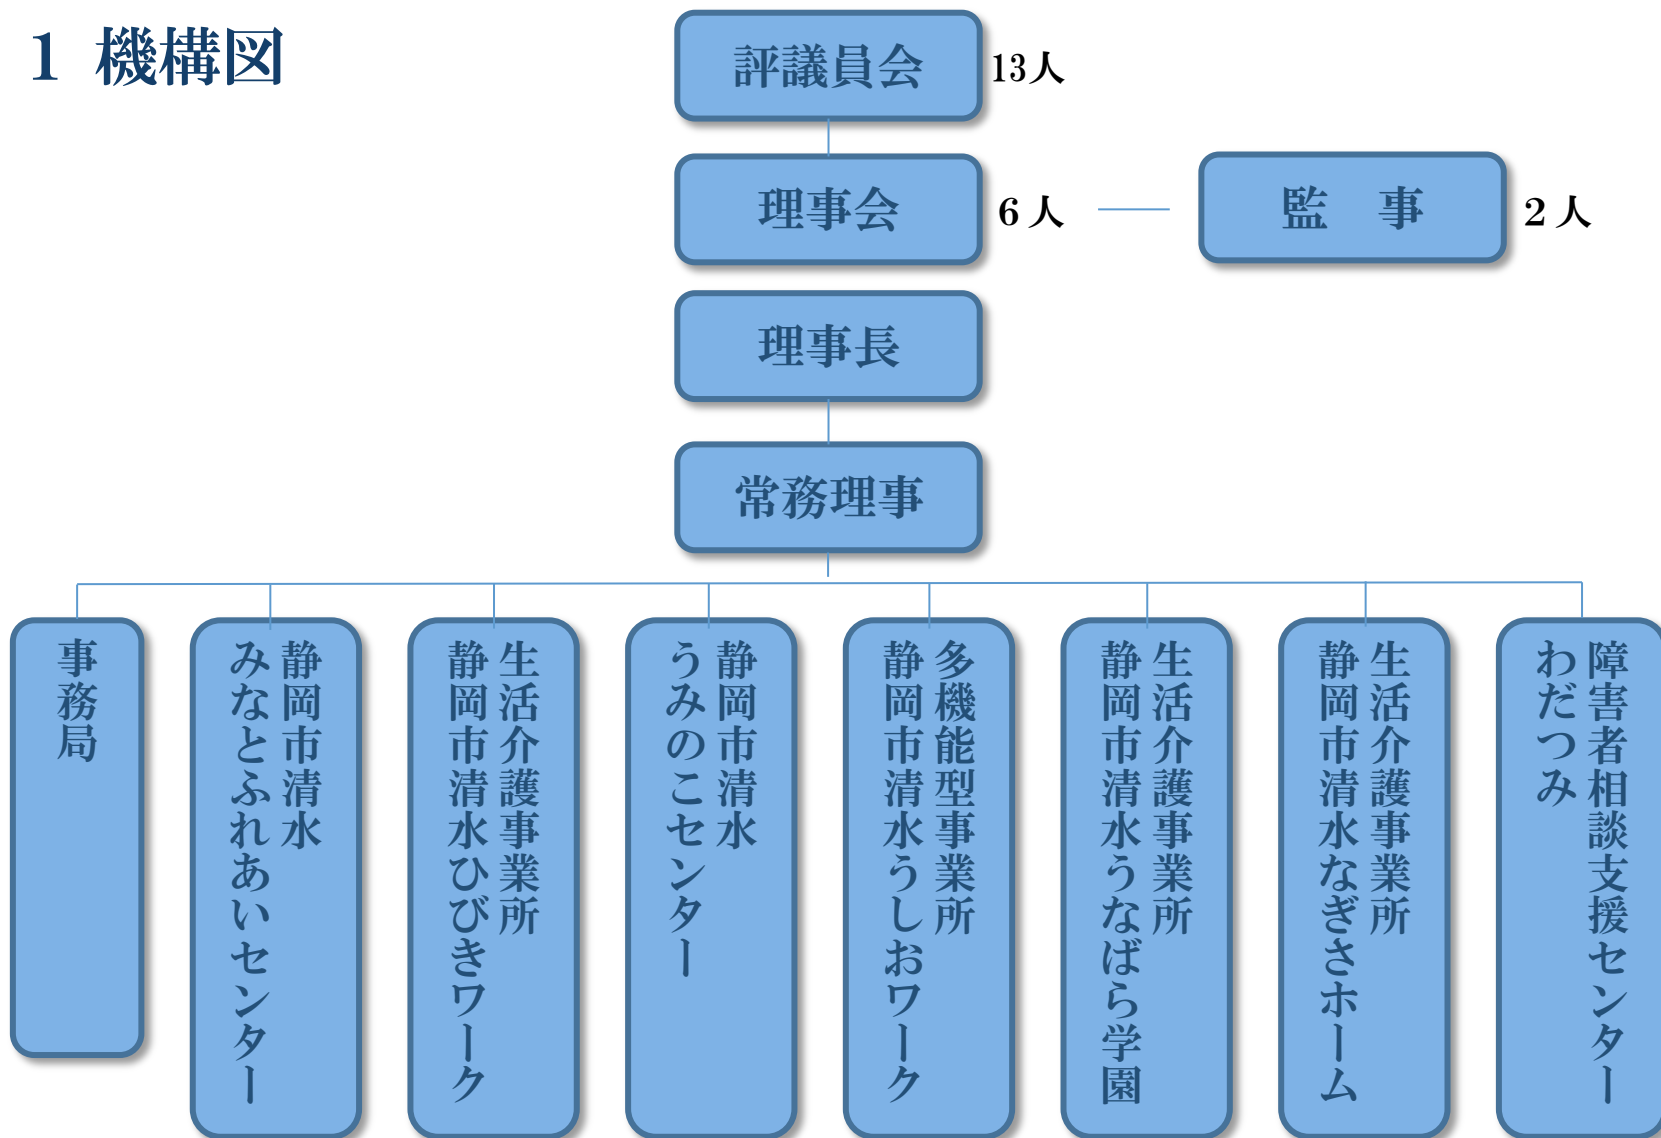 1 機構図
評議員会
13人
理事会
6人
監　事
2人
理事長
常務理事
事務局
静岡市清水
みなとふれあいセンター
生活介護事業所
静岡市清水ひびきワーク
静岡市清水
うみのこセンター
多機能型事業所
静岡市清水うしおワーク
生活介護事業所
静岡市清水うなばら学園
生活介護事業所
静岡市清水なぎさホーム
障害者相談支援センター
わだつみ